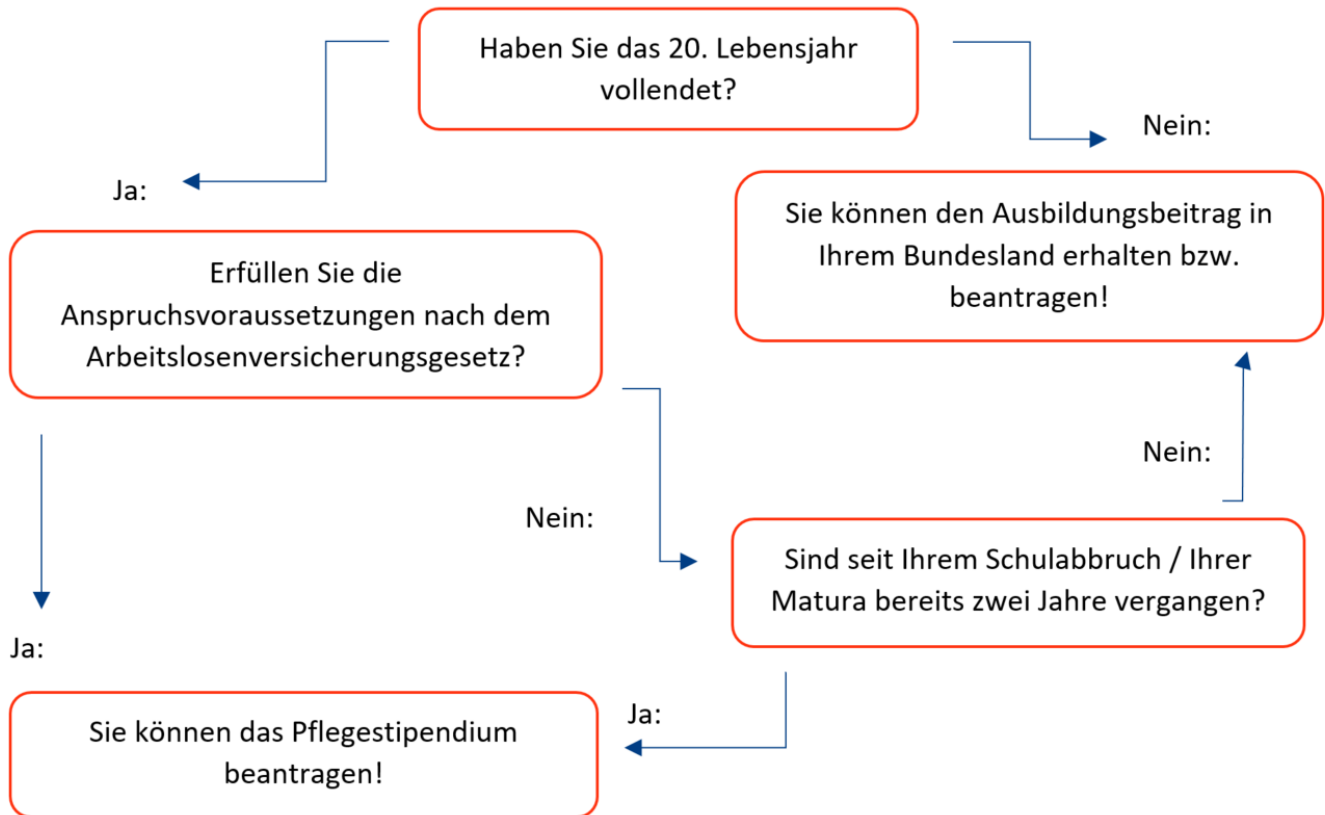 Haben Sie das 20. Lebensjahr
vollendet?
Nein:
Ja:
Sie können den Ausbildungsbeitrag in
Ihrem Bundesland erhalten bzw.
beantragen!
Erfüllen Sie die
Anspruchsvoraussetzungen nach dem
Arbeitslosenversicherungsgesetz?
Nein:
Nein:
Sind seit Ihrem Schulabbruch / Ihrer
Matura bereits zwei Jahre vergangen?
Ja:
Ja:
Sie können das Pflegestipendium
beantragen!